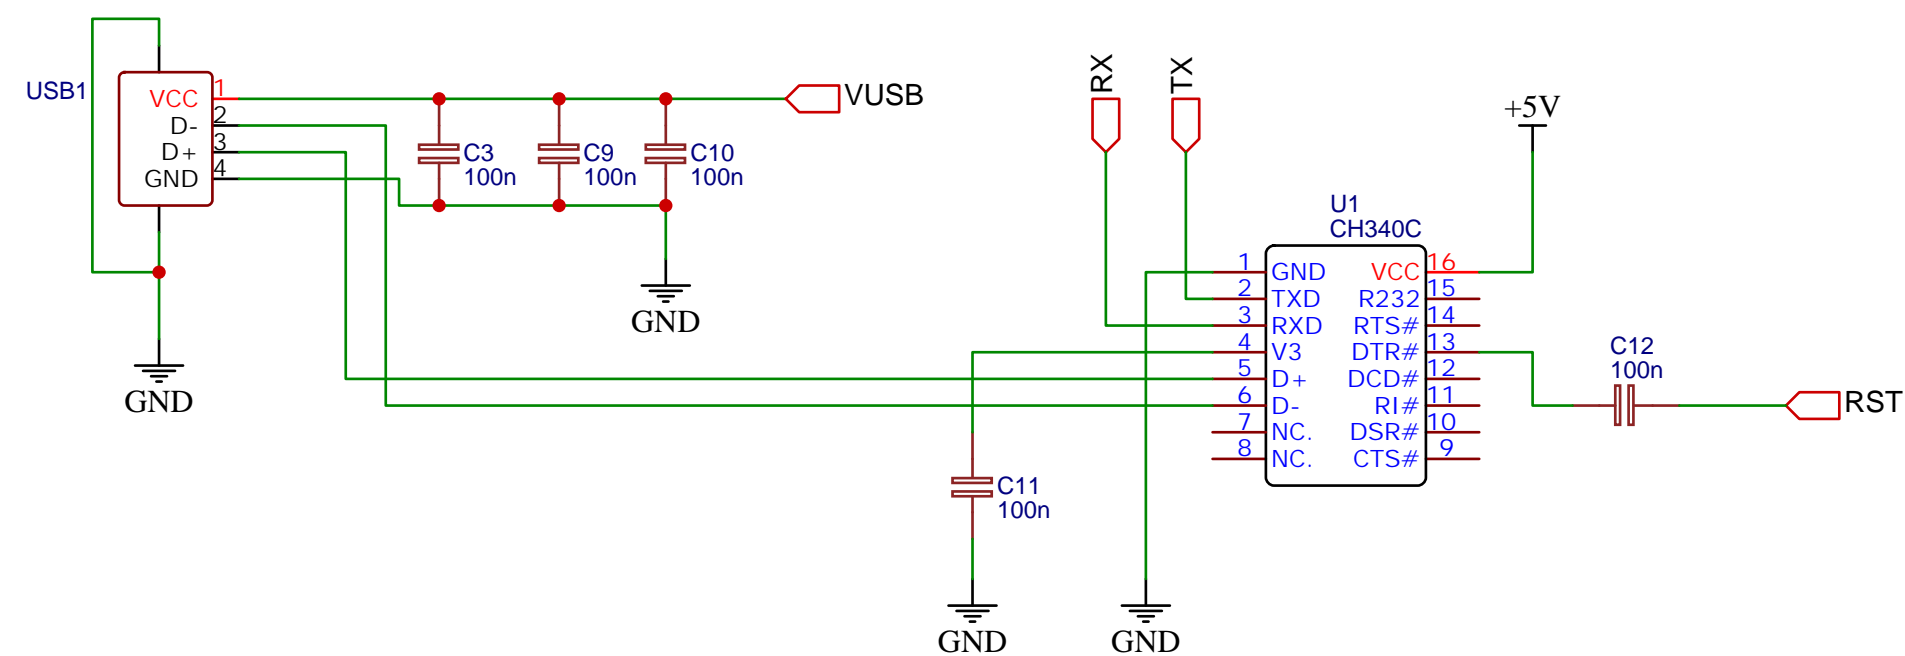 USB1
VCC
1
D-
2
D+
3
GND
4
C3
100n
C9
100n
C10
100n
VUSB
GND
GND
RX
TX
+5V
U1
CH340C
1
GND
VCC
16
2
TXD
R232
15
3
RXD
RTS#
14
4
V3
DTR#
13
5
D+
DCD#
12
6
D-
RI#
11
7
NC.
DSR#
10
8
NC.
CTS#
9
C12
100n
RST
C11
100n
GND
GND